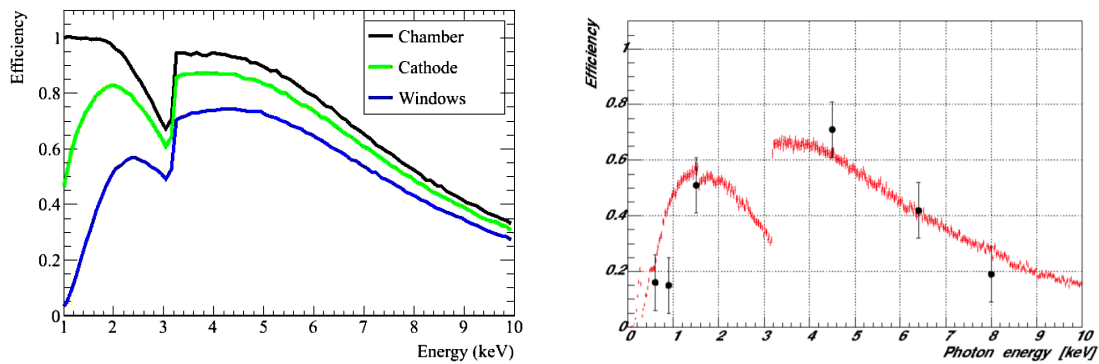 Efficiency
1
0.8
0.6
0.4
0.2
0
1 2 3 4 5 6 7 8 9 10
Energy (keV)
Chamber
Cathode
Windows
Efficiency
1
0.8
0.6
0.4
0.2
0
0 1 2 3 4 5 6 7 8 9 10
Photon energy [keV]